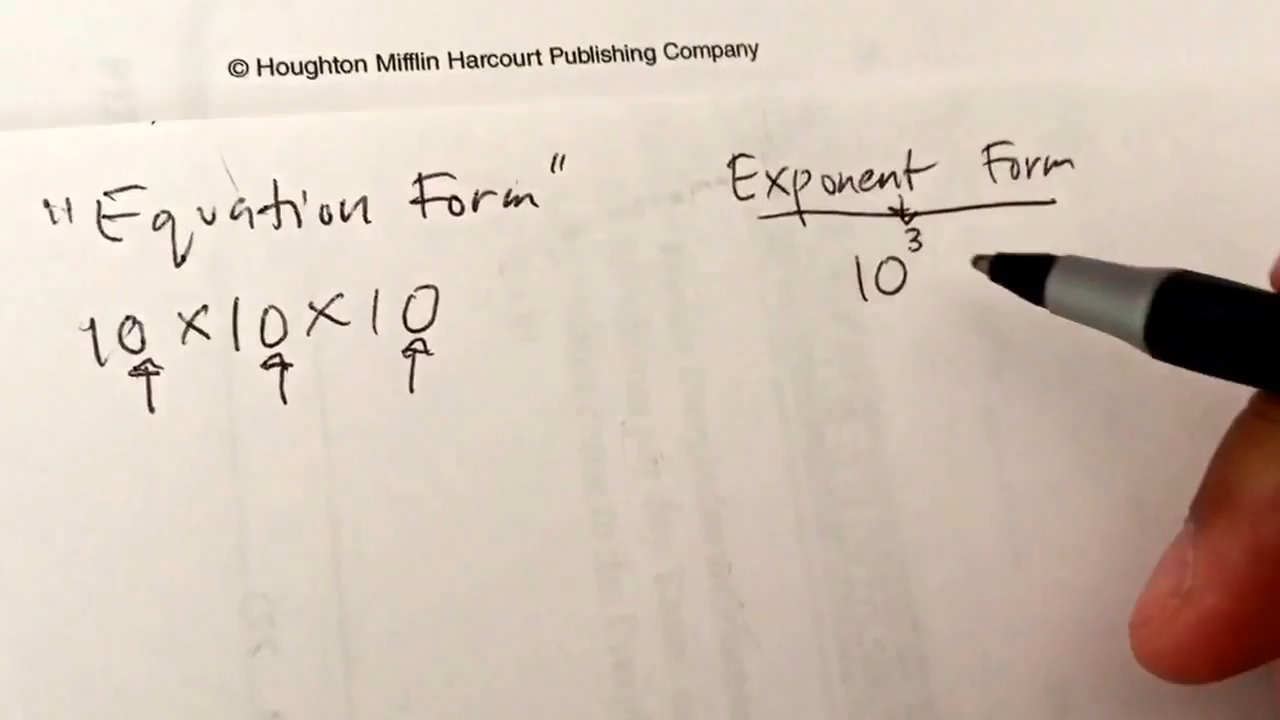 © Houghton Mifflin Harcourt Publishing Company
"Equation Form"
10 × 10 × 10
Exponent Form
10³